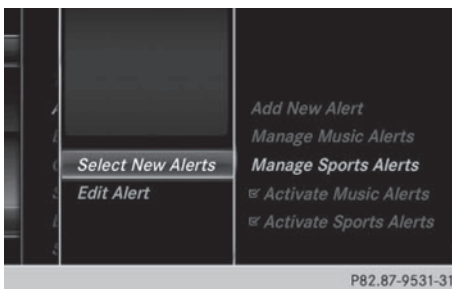 Add New Alert
Manage Music Alerts
Select New Alerts
Manage Sports Alerts
Edit Alert
Activate Music Alerts
Activate Sports Alerts
P82.87-9531-31